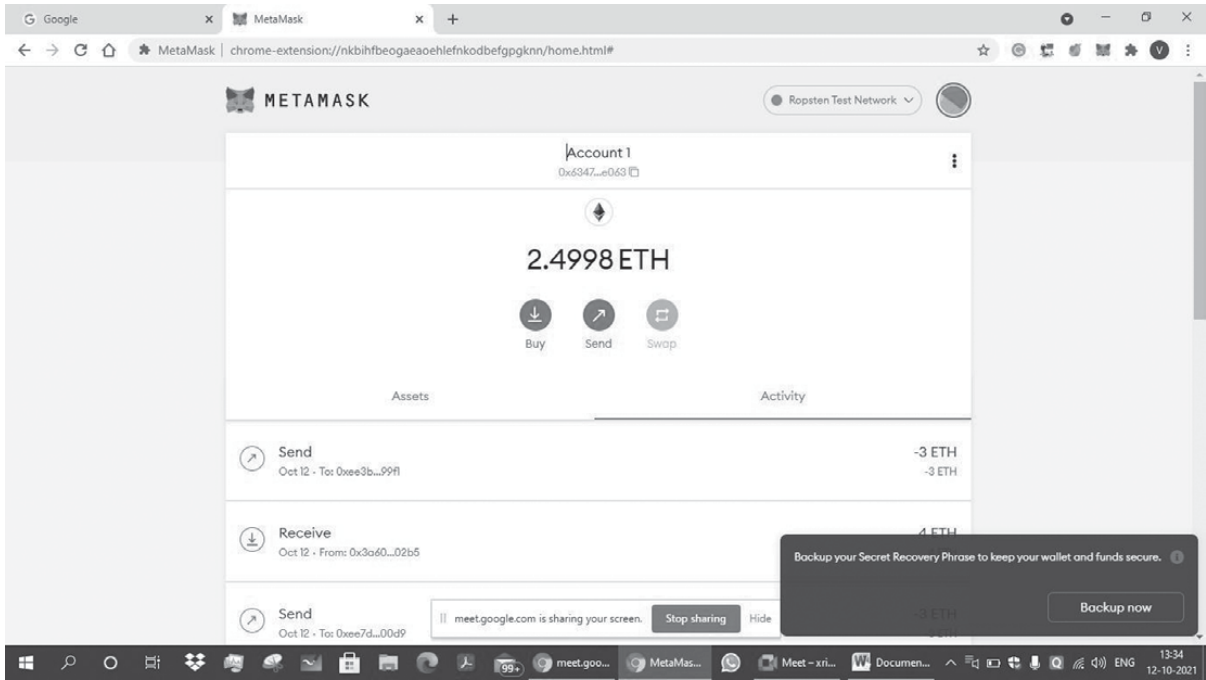 Google
MetaMask
MetaMask | chrome-extension://nkbihfbeogaeaoehlefnkodbefgpgknn/home.html#
V
METAMASK
Ropsten Test Network
Account 1
0x6347...e063
2.4998 ETH
Buy Send Swap
Assets Activity
Send -3 ETH
Oct 12 · To: 0xee3b...99f1 -3 ETH
Receive 4 ETH
Oct 12 · From: 0x3a60...02b5
Backup your Secret Recovery Phrase to keep your wallet and funds secure.
Backup now
Send -3 ETH
Oct 12 · To: 0xee7d...00d9
meet.google.com is sharing your screen. Stop sharing Hide
99+ meet.goo... MetaMas... Meet – xri... Documen... ENG 13:34
12-10-2021